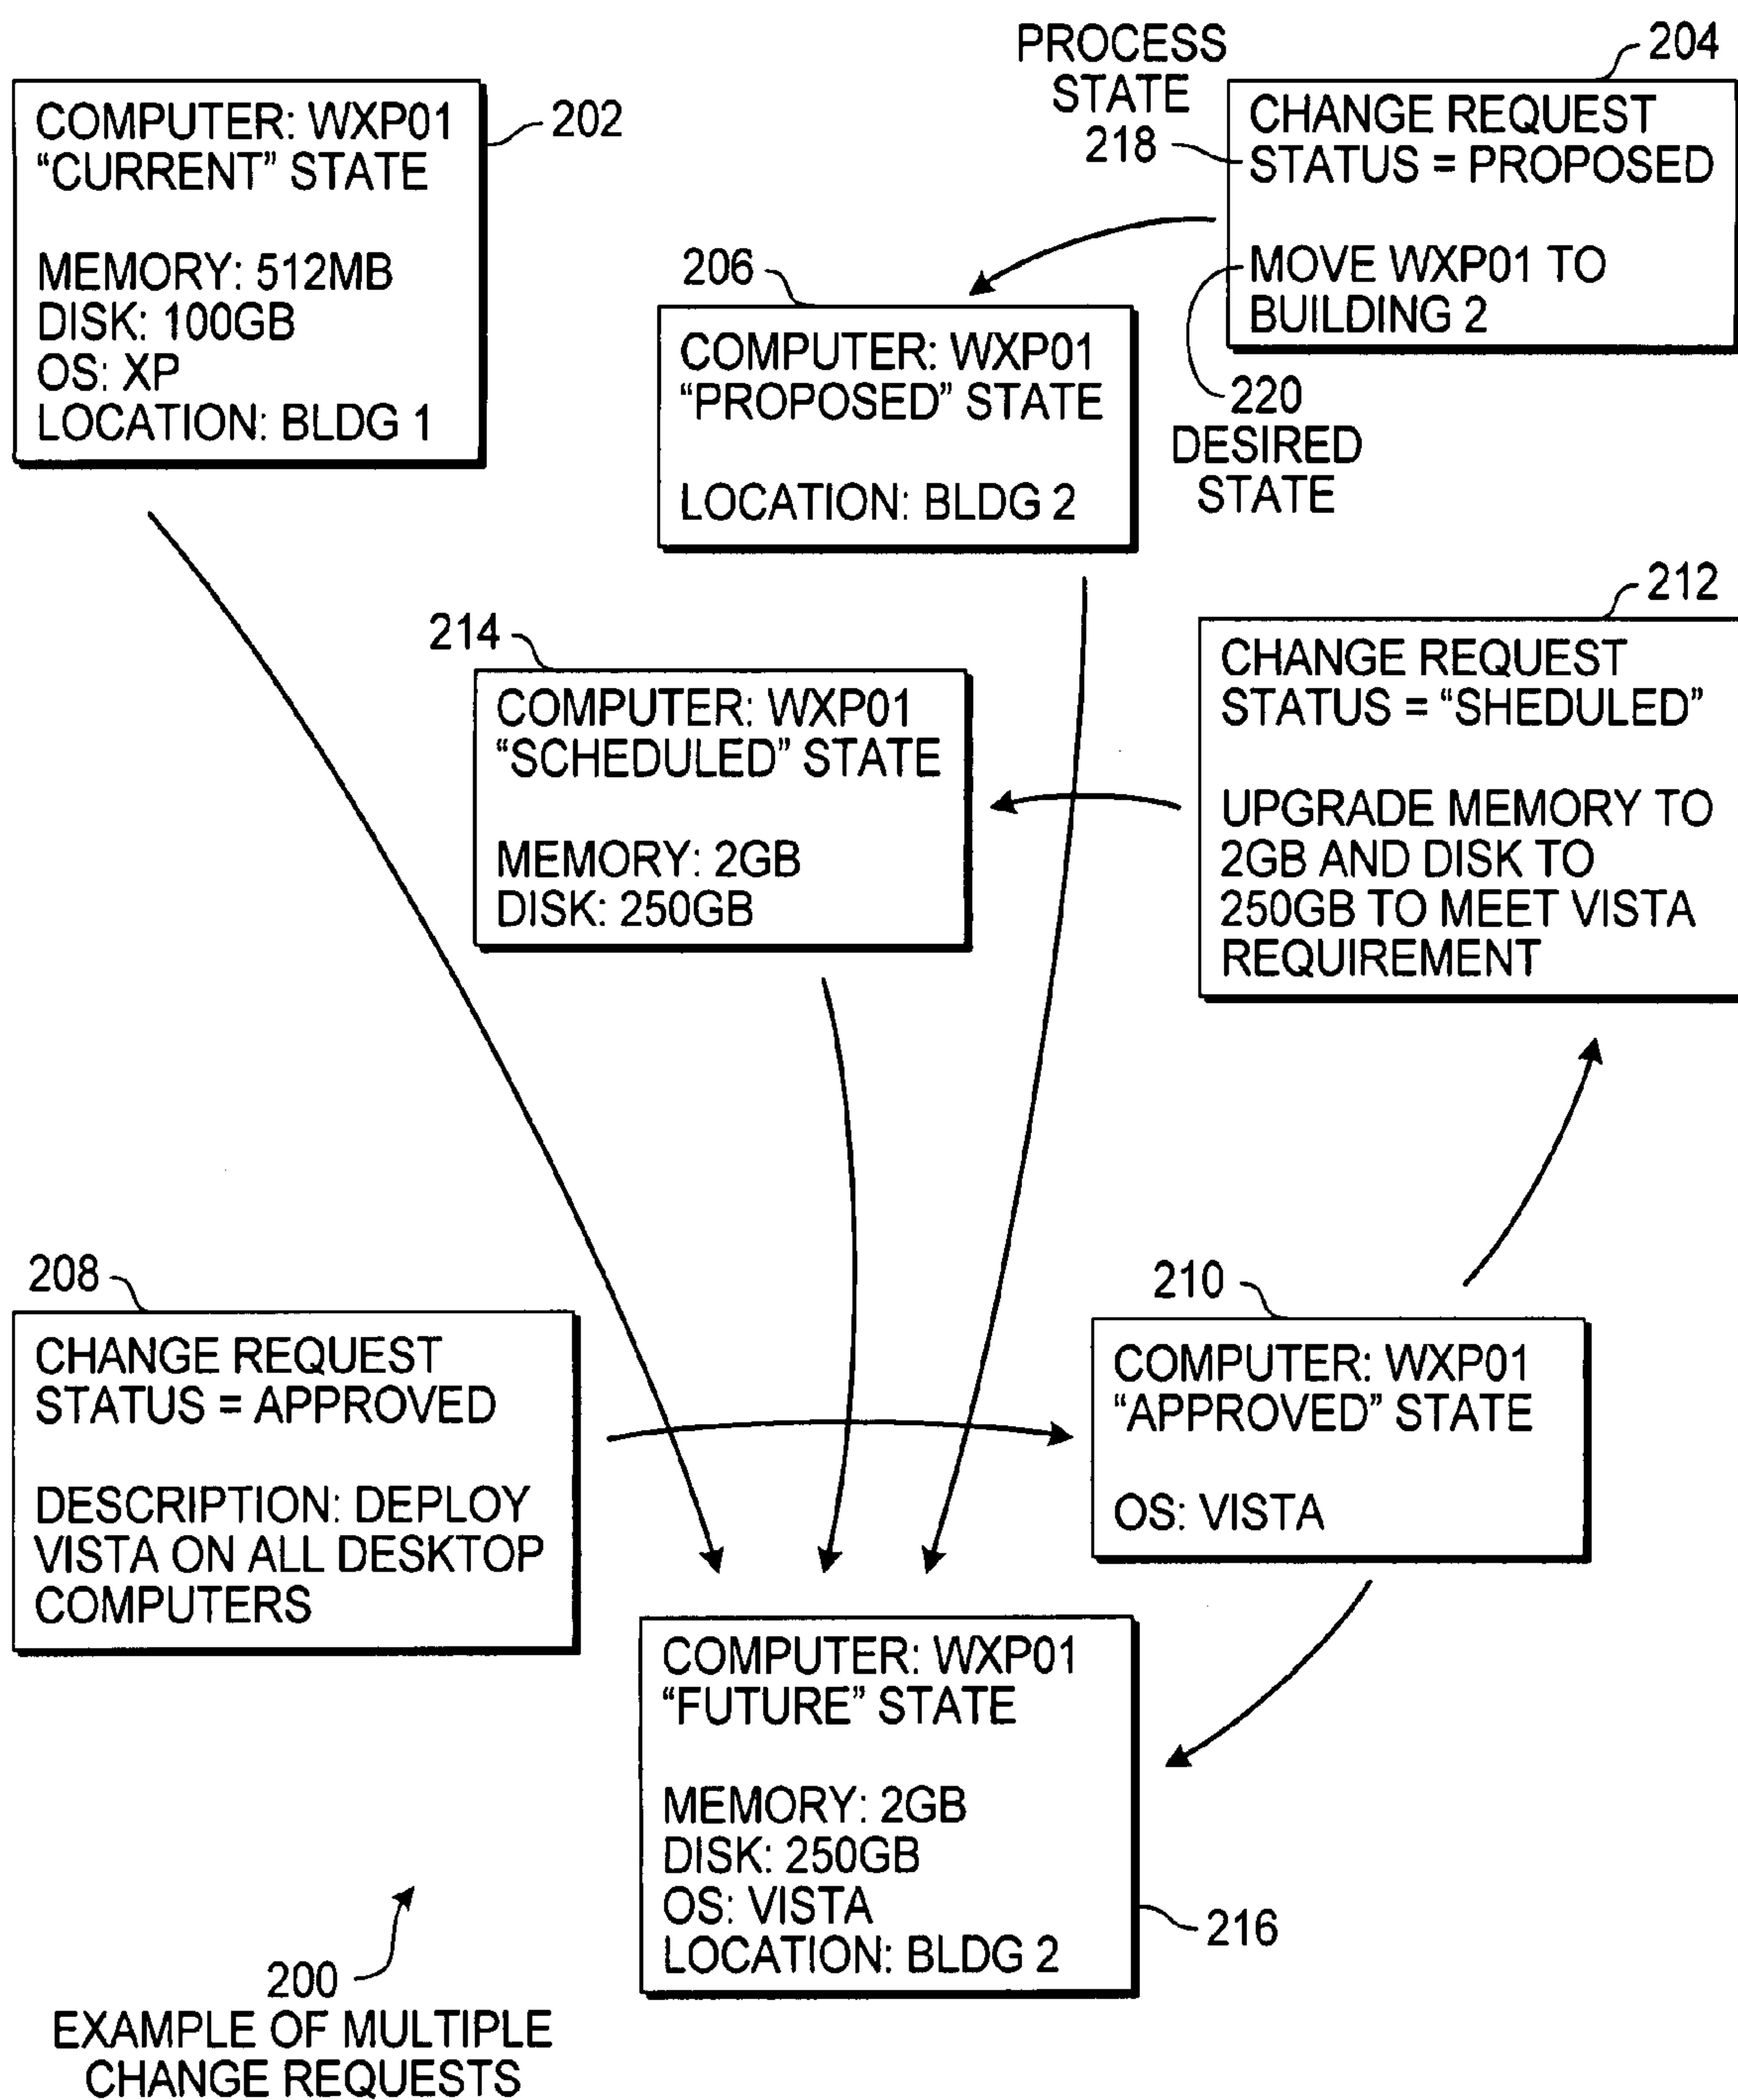 COMPUTER: WXP01
“CURRENT” STATE
MEMORY: 512MB
DISK: 100GB
OS: XP
LOCATION: BLDG 1
202
PROCESS
STATE
218
204
CHANGE REQUEST
STATUS = PROPOSED
MOVE WXP01 TO
BUILDING 2
220
DESIRED
STATE
206
COMPUTER: WXP01
“PROPOSED” STATE
LOCATION: BLDG 2
214
COMPUTER: WXP01
“SCHEDULED” STATE
MEMORY: 2GB
DISK: 250GB
212
CHANGE REQUEST
STATUS = “SHEDULED”
UPGRADE MEMORY TO
2GB AND DISK TO
250GB TO MEET VISTA
REQUIREMENT
208
CHANGE REQUEST
STATUS = APPROVED
DESCRIPTION: DEPLOY
VISTA ON ALL DESKTOP
COMPUTERS
210
COMPUTER: WXP01
“APPROVED” STATE
OS: VISTA
COMPUTER: WXP01
“FUTURE” STATE
MEMORY: 2GB
DISK: 250GB
OS: VISTA
LOCATION: BLDG 2
216
200
EXAMPLE OF MULTIPLE
CHANGE REQUESTS